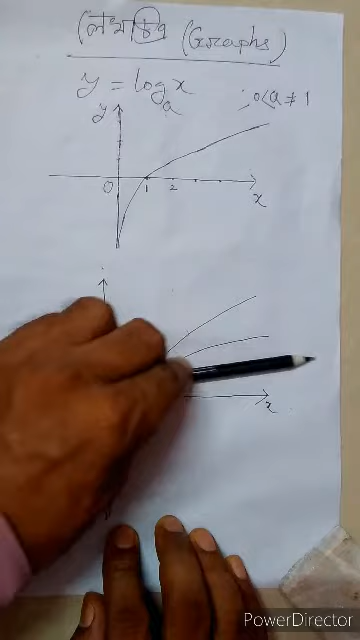 লেখচিত্র (Graphs)
y = logₐx ; 0<a≠1
y
O 1 2 x
x
PowerDirector